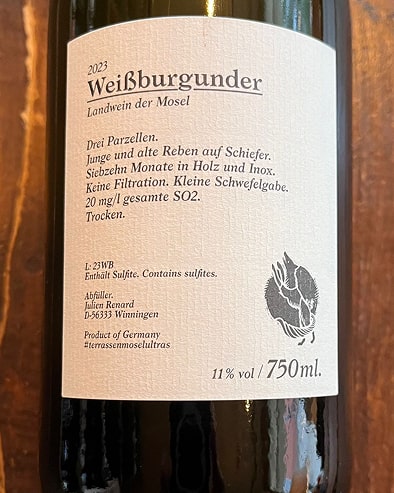 2023
Weißburgunder
Landwein der Mosel
Drei Parzellen.
Junge und alte Reben auf Schiefer.
Siebzehn Monate in Holz und Inox.
Keine Filtration. Kleine Schwefelgabe.
20 mg/l gesamte SO2.
Trocken.
L: 23WB
Enthält Sulfite. Contains sulfites.
Abfüller.
Julien Renard
D-56333 Winningen
Product of Germany
#terrassenmoselultras
11% vol / 750ml.